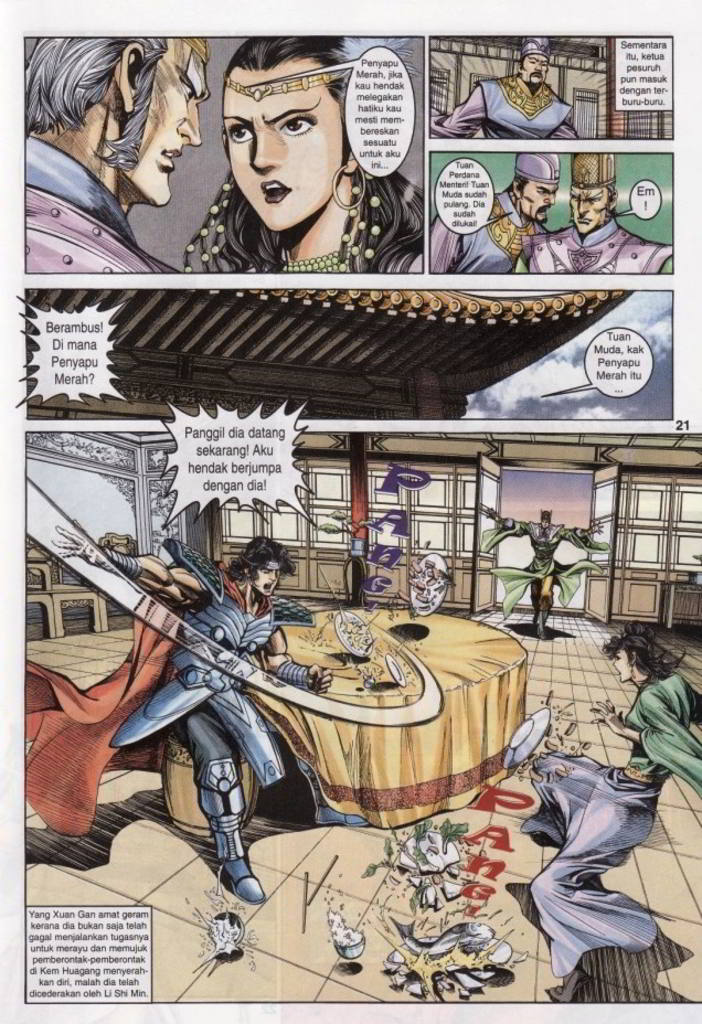 Penyapu
Merah, jika
kau hendak
melegakan
hatiku kau
mesti mem-
bereskan
sesuatu
untuk aku
...
Sementara
itu, ketua
pesuruh
pun masuk
dengan ter-
buru-buru.
Tuan
Perdana
Menteri! Tuan
Muda sudah
pulang. Dia
sudah
dilukai!
Em
!
Berambus!
Di mana
Penyapu
Merah?
Tuan
Muda, kak
Penyapu
Merah itu
...
21
Panggil dia datang
sekarang! Aku
hendak berjumpa
dengan dia!
PANG!
PANG!
Yang Xuan Gan amat geram
kerana dia bukan saja telah
gagal menjalankan tugasnya
untuk merayu dan memujuk
pemberontak-pemberontak
di Kem Huagang menyerah-
kan diri, malah dia telah
dicederakan oleh Li Shi Min.